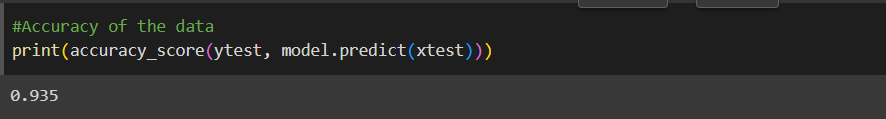 #Accuracy of the data
print(accuracy_score(ytest, model.predict(xtest)))
0.935